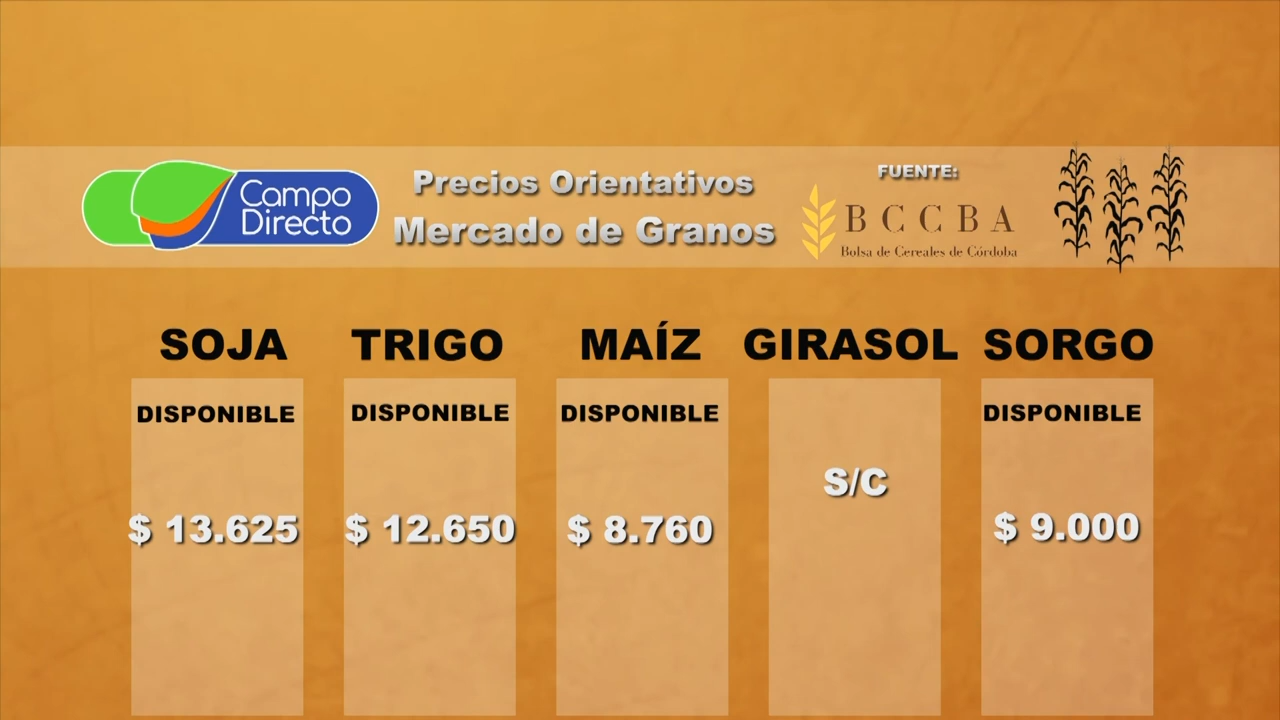 Campo
Directo
Precios Orientativos
Mercado de Granos
FUENTE:
BCCBA
Bolsa de Cereales de Córdoba
SOJA
DISPONIBLE
$ 13.625
TRIGO
DISPONIBLE
$ 12.650
MAÍZ
DISPONIBLE
$ 8.760
GIRASOL
S/C
SORGO
DISPONIBLE
$ 9.000